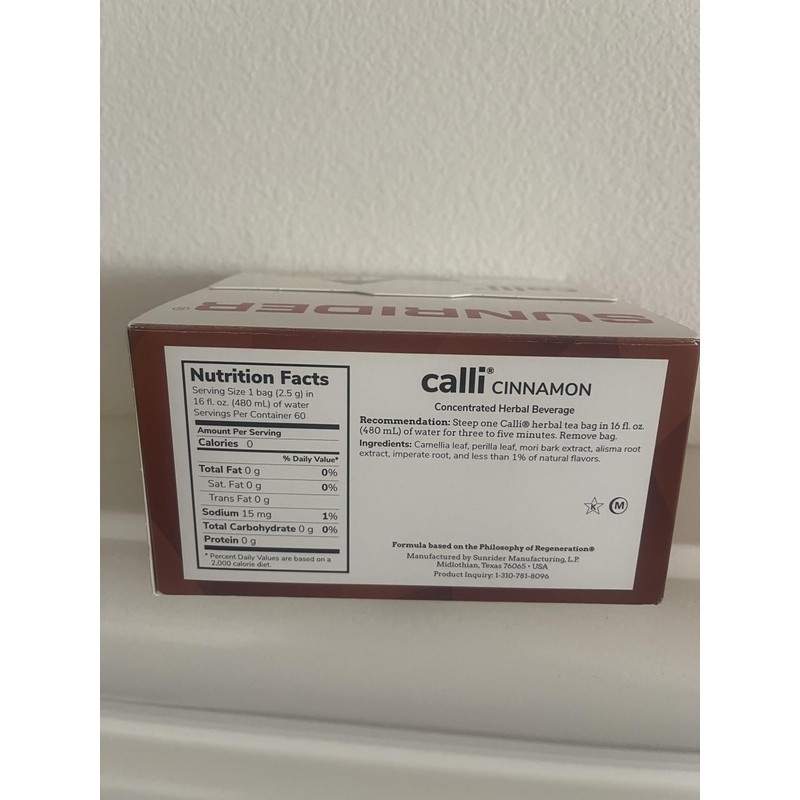 calli®
SUNRIDER®
Nutrition Facts
Serving Size 1 bag (2.5 g) in
16 fl. oz. (480 mL) of water
Servings Per Container 60
Amount Per Serving
Calories 0
% Daily Value*
Total Fat 0 g 0%
Sat. Fat 0 g 0%
Trans Fat 0 g
Sodium 15 mg 1%
Total Carbohydrate 0 g 0%
Protein 0 g
* Percent Daily Values are based on a
2,000 calorie diet.
calli® CINNAMON
Concentrated Herbal Beverage
Recommendation: Steep one Calli® herbal tea bag in 16 fl. oz.
(480 mL) of water for three to five minutes. Remove bag.
Ingredients: Camellia leaf, perilla leaf, mori bark extract, alisma root
extract, imperate root, and less than 1% of natural flavors.
K M
Formula based on the Philosophy of Regeneration®
Manufactured by Sunrider Manufacturing, L.P.
Midlothian, Texas 76065 • USA
Product Inquiry: 1-310-781-8096